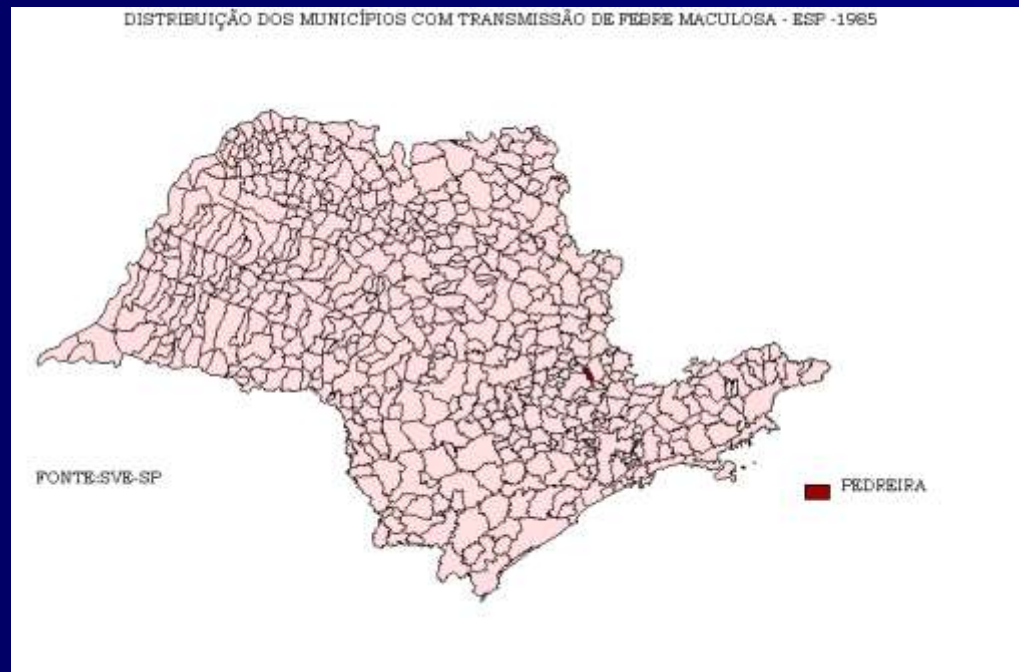 DISTRIBUIÇÃO DOS MUNICÍPIOS COM TRANSMISSÃO DE FEBRE MACULOSA - ESP -1985
FONTE:SVE-SP
PEDREIRA